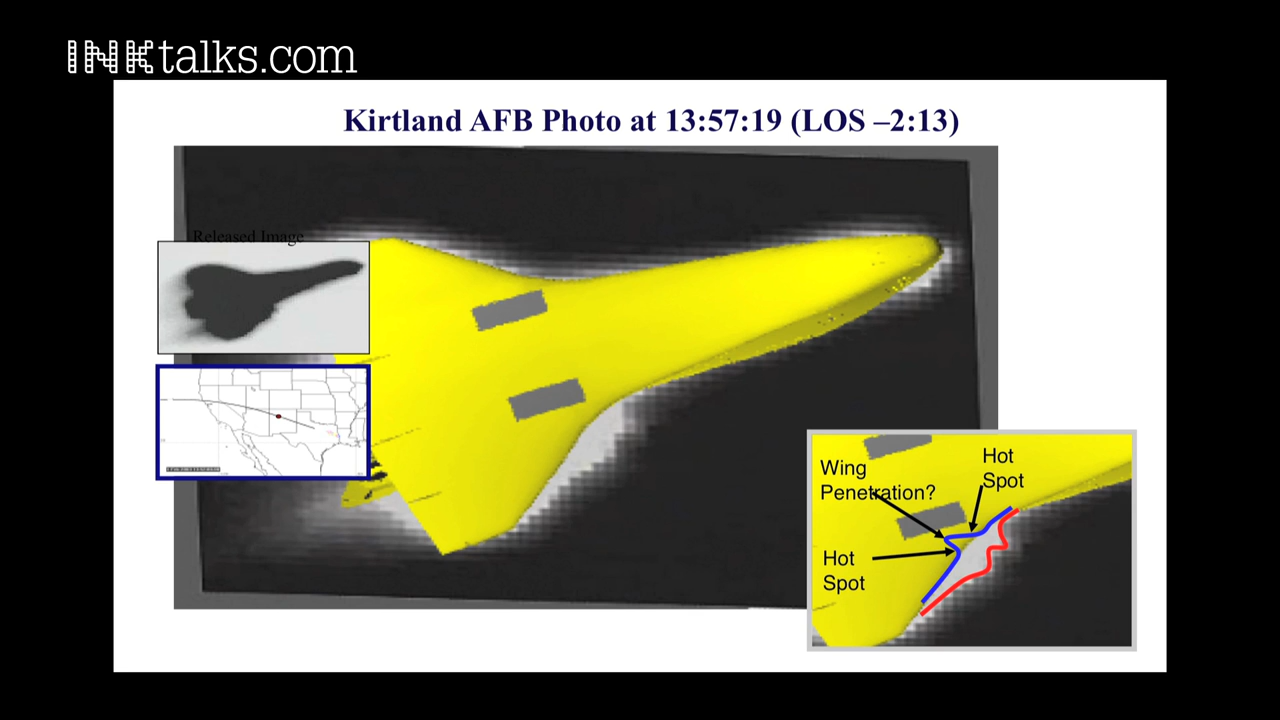 INKtalks.com
Kirtland AFB Photo at 13:57:19 (LOS –2:13)
Released Image
Wing
Penetration?
Hot
Spot
Hot
Spot